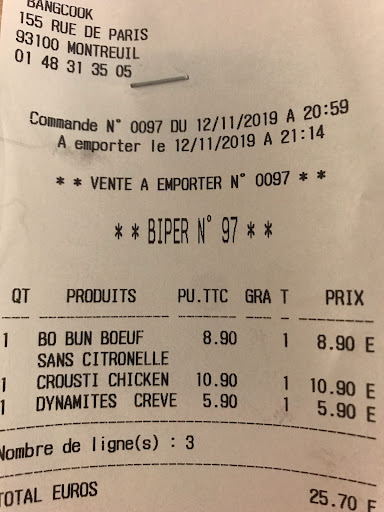 BANGCOOK
155 RUE DE PARIS
93100 MONTREUIL
01 48 31 35 05
Commande N° 0097 DU 12/11/2019 A 20:59
A emporter le 12/11/2019 A 21:14
* * VENTE A EMPORTER N° 0097 * *
* * BIPER N° 97 * *
QT PRODUITS PU.TTC GRA T PRIX
1 BO BUN BOEUF 8.90 1 8.90 E
SANS CITRONELLE
1 CROUSTI CHICKEN 10.90 1 10.90 E
1 DYNAMITES CREVE 5.90 1 5.90 E
Nombre de ligne(s) : 3
TOTAL EUROS 25.70 E